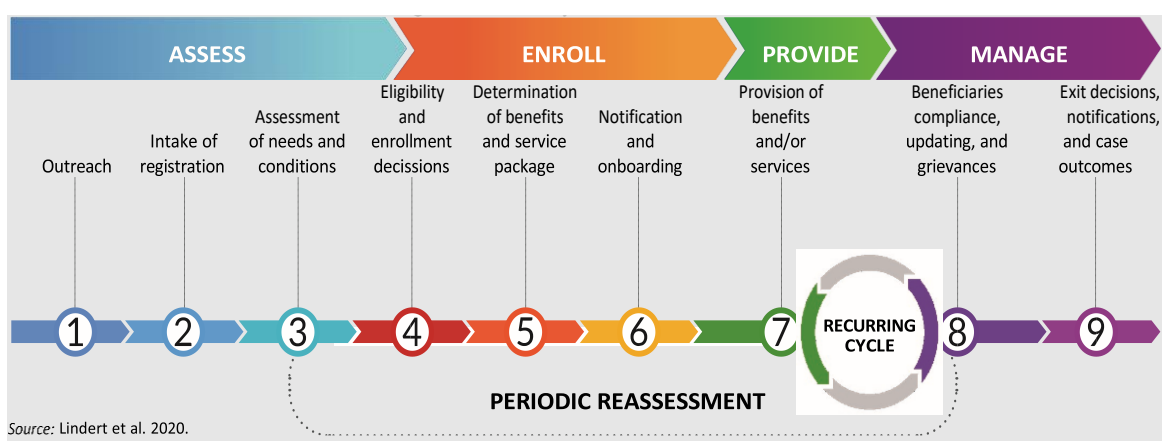 ASSESS
ENROLL
PROVIDE
MANAGE
Outreach
Intake of
registration
Assessment
of needs and
conditions
Eligibility
and
enrollment
decissions
Determination
of benefits
and service
package
Notification
and
onboarding
Provision of
benefits
and/or
services
Beneficiaries
compliance,
updating, and
grievances
Exit decisions,
notifications,
and case
outcomes
1
2
3
4
5
6
7
RECURRING
CYCLE
8
9
PERIODIC REASSESSMENT
Source: Lindert et al. 2020.